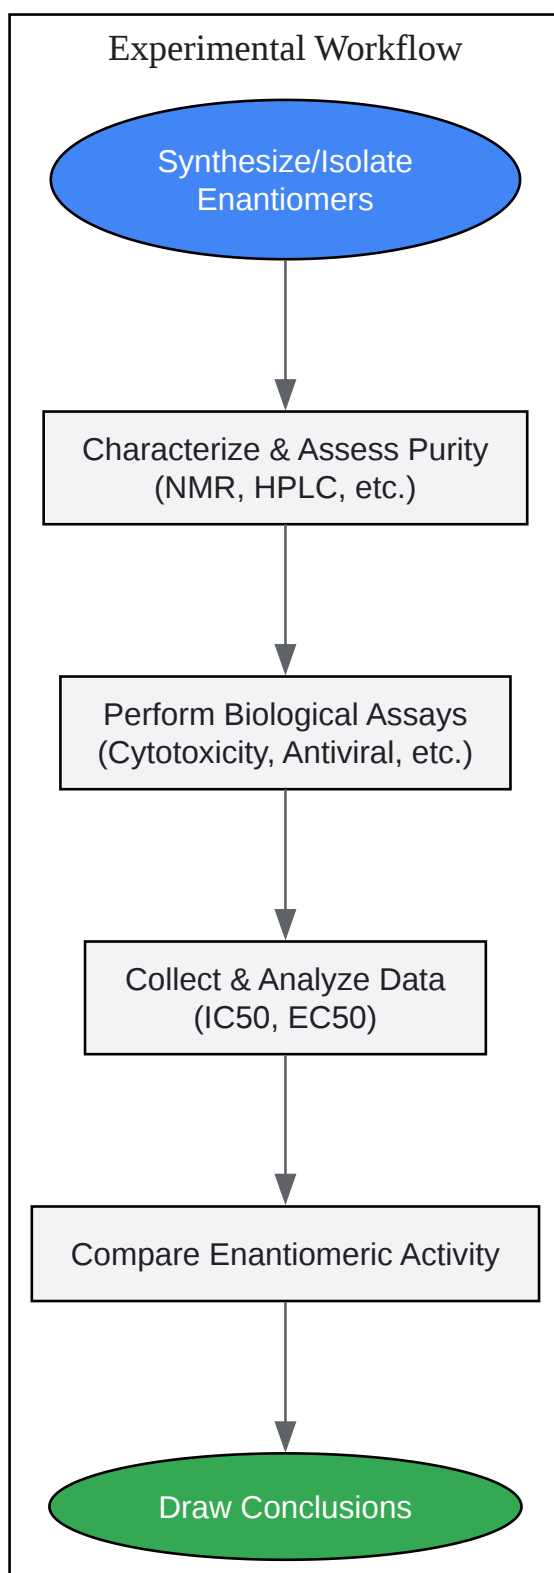 Experimental Workflow
Synthesize/Isolate
Enantiomers
Characterize & Assess Purity
(NMR, HPLC, etc.)
Perform Biological Assays
(Cytotoxicity, Antiviral, etc.)
Collect & Analyze Data
(IC50, EC50)
Compare Enantiomeric Activity
Draw Conclusions